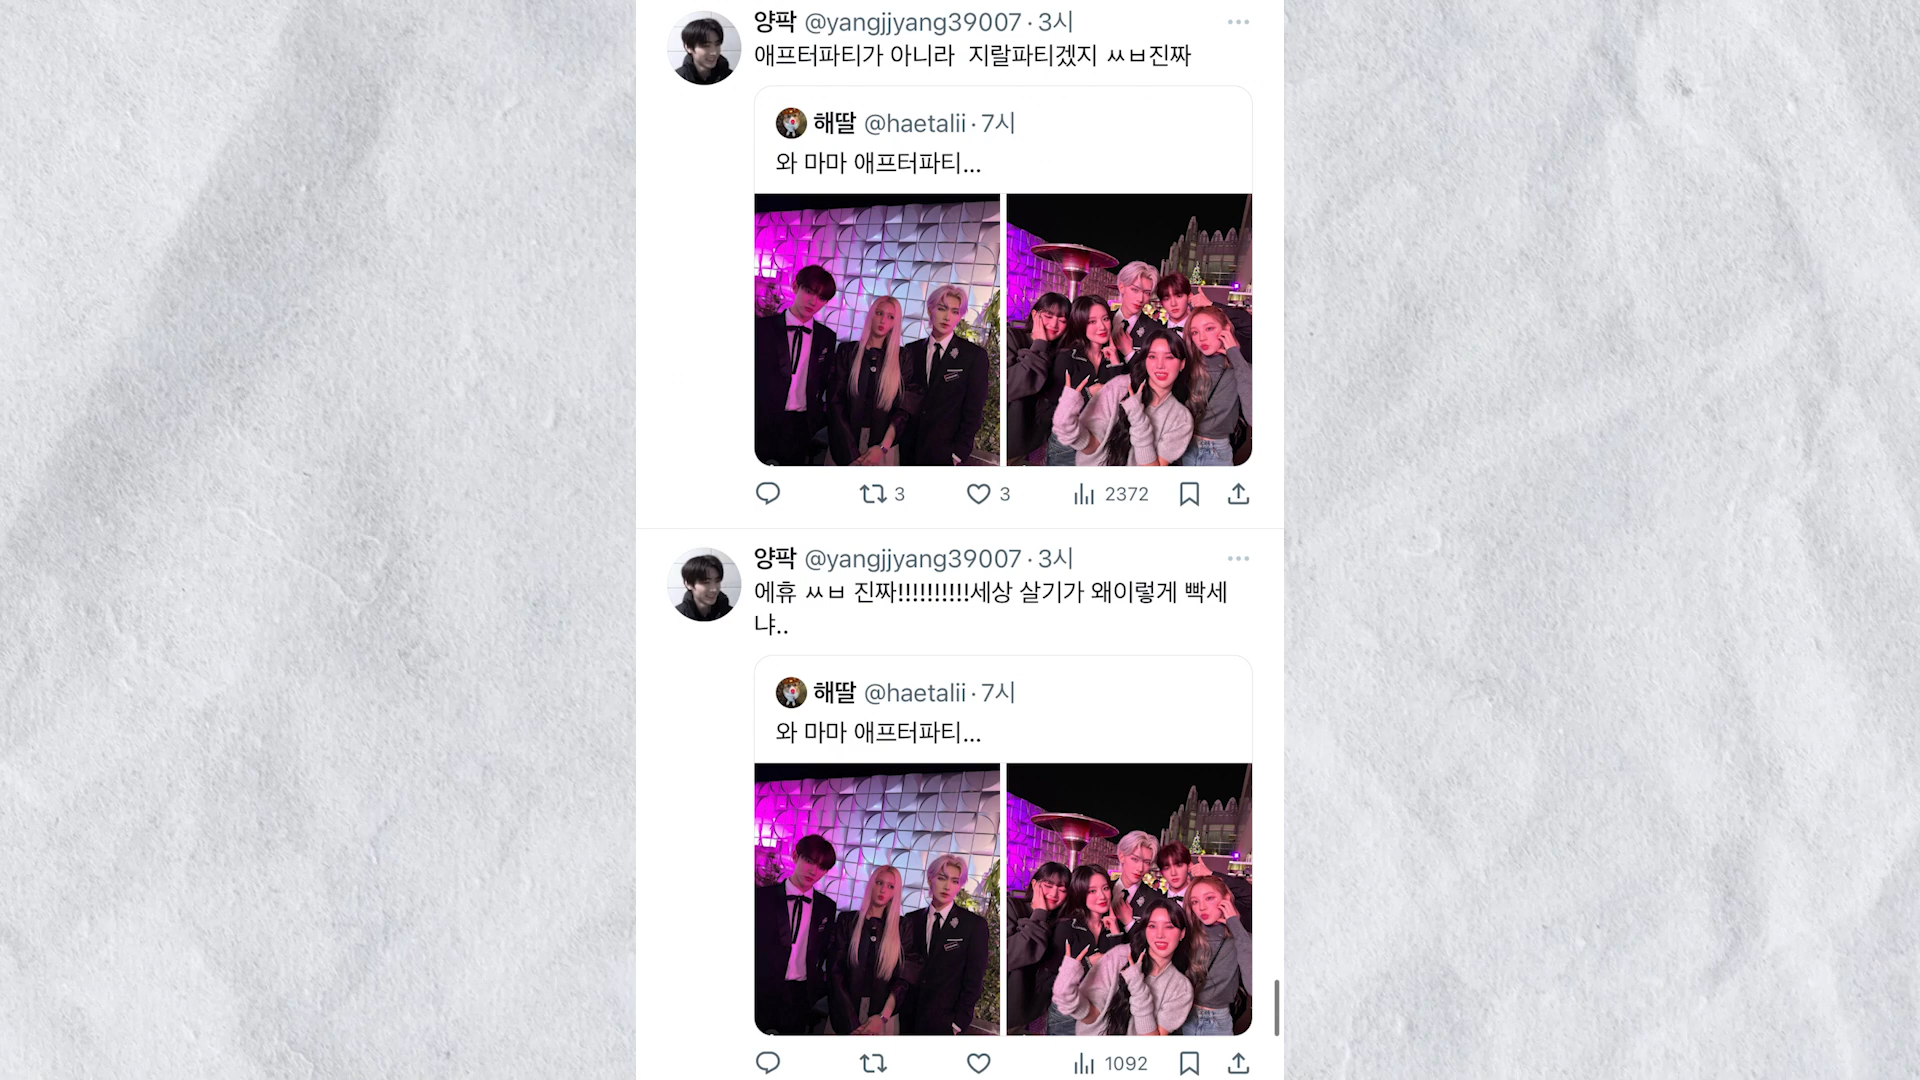 양팍 @yangjjyang39007 · 3시
애프터파티가 아니라  지랄파티겠지 ㅆㅂ진짜
해딸 @haetalii · 7시
와 마마 애프터파티...
3 3 2372
양팍 @yangjjyang39007 · 3시
에휴 ㅆㅂ 진짜!!!!!!!!!!세상 살기가 왜이렇게 빡세
냐..
해딸 @haetalii · 7시
와 마마 애프터파티...
1092